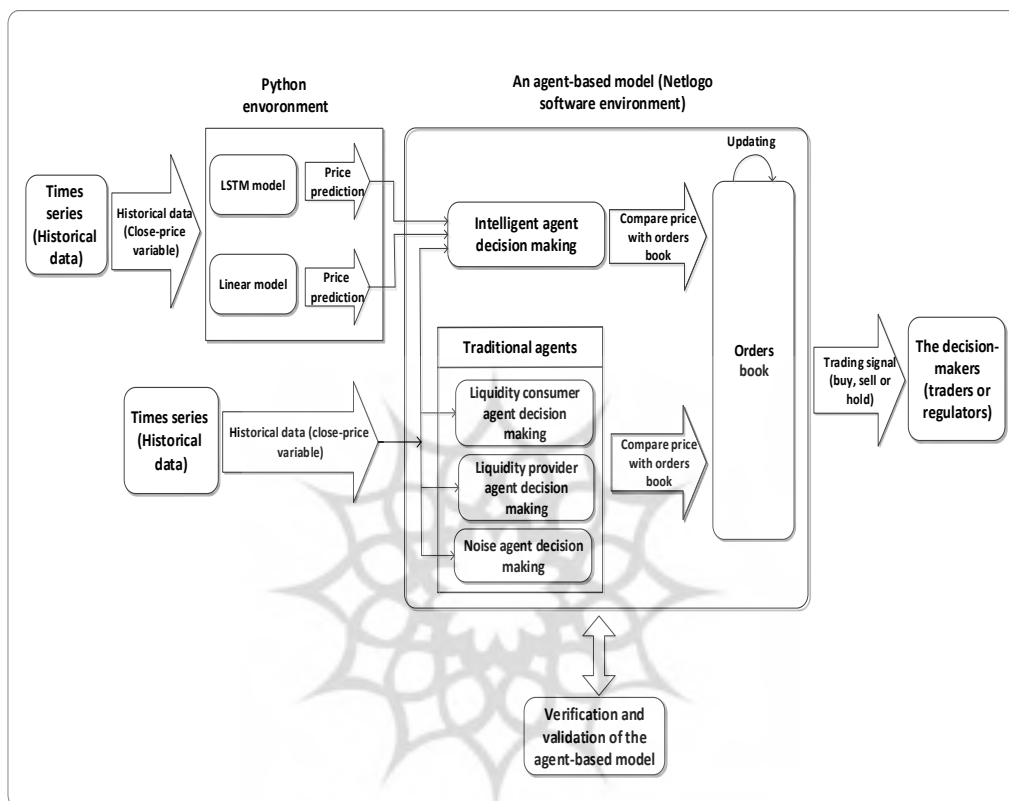 Python
envoronment
An agent-based model (Netlogo
software environment)
Times
series
(Historical
data)
Historical data
(Close-price
variable)
LSTM model
Price
prediction
Linear model
Price
prediction
Intelligent agent
decision making
Compare price
with orders
book
Updating
Orders
book
Traditional agents
Liquidity consumer
agent decision
making
Liquidity provider
agent decision
making
Noise agent decision
making
Compare price
with orders
book
Times series
(Historical
data)
Historical data (close-price
variable)
Trading signal
(buy, sell or
hold)
The decision-
makers
(traders or
regulators)
Verification and
validation of the
agent-based model